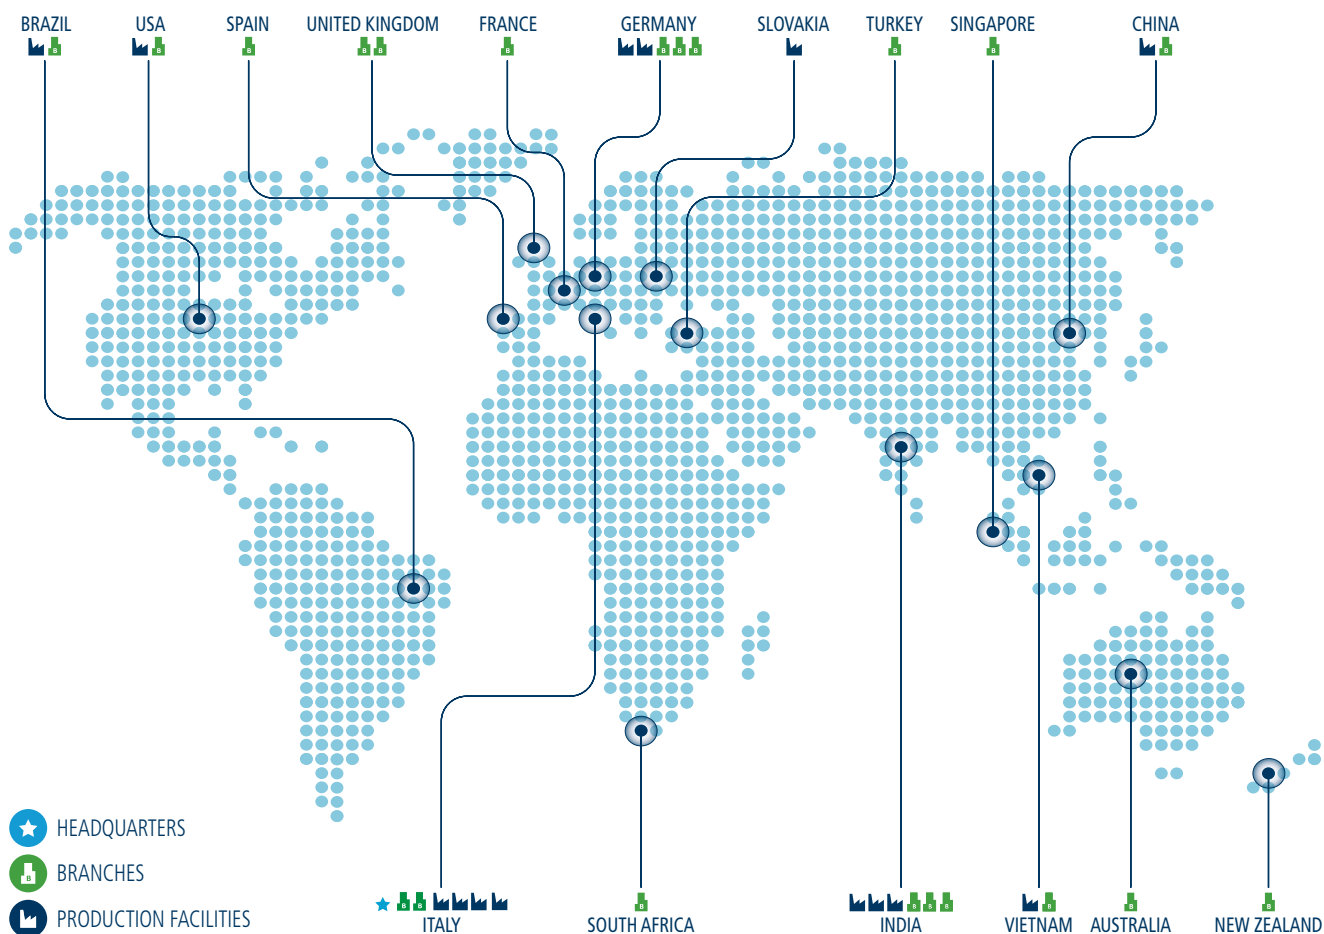 BRAZIL
USA
SPAIN
UNITED KINGDOM
FRANCE
GERMANY
SLOVAKIA
TURKEY
SINGAPORE
CHINA
B B B B B B B B B B B B
HEADQUARTERS
B
BRANCHES
PRODUCTION FACILITIES
B B
ITALY
B
SOUTH AFRICA
B B B
INDIA
B
VIETNAM
B
AUSTRALIA
B
NEW ZEALAND